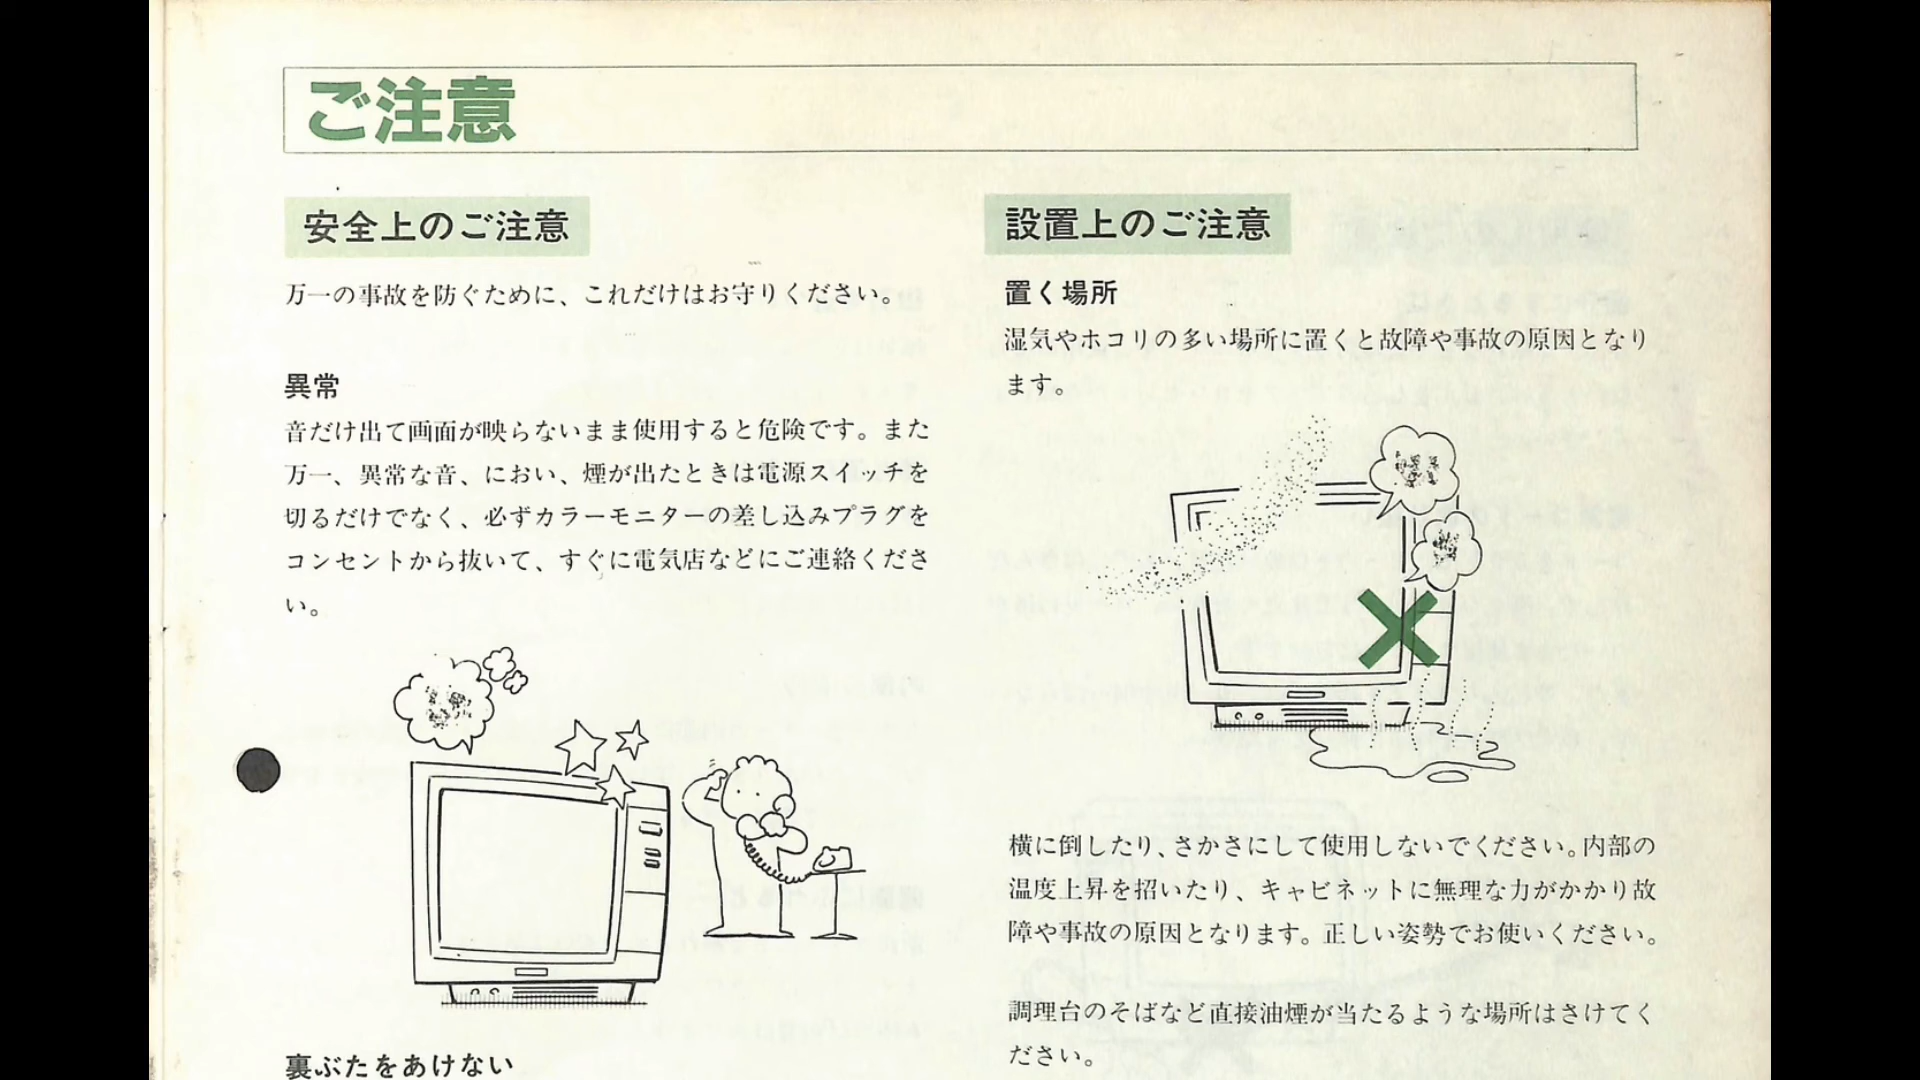 ご注意
安全上のご注意
万一の事故を防ぐために、これだけはお守りください。
異常
音だけ出て画面が映らないまま使用すると危険です。また
万一、異常な音、におい、煙が出たときは電源スイッチを
切るだけでなく、必ずカラーモニターの差し込みプラグを
コンセントから抜いて、すぐに電気店などにご連絡くださ
い。
裏ぶたをあけない
設置上のご注意
置く場所
湿気やホコリの多い場所に置くと故障や事故の原因となり
ます。
横に倒したり、さかさにして使用しないでください。内部の
温度上昇を招いたり、キャビネットに無理な力がかかり故
障や事故の原因となります。正しい姿勢でお使いください。
調理台のそばなど直接油煙が当たるような場所はさけてく
ださい。